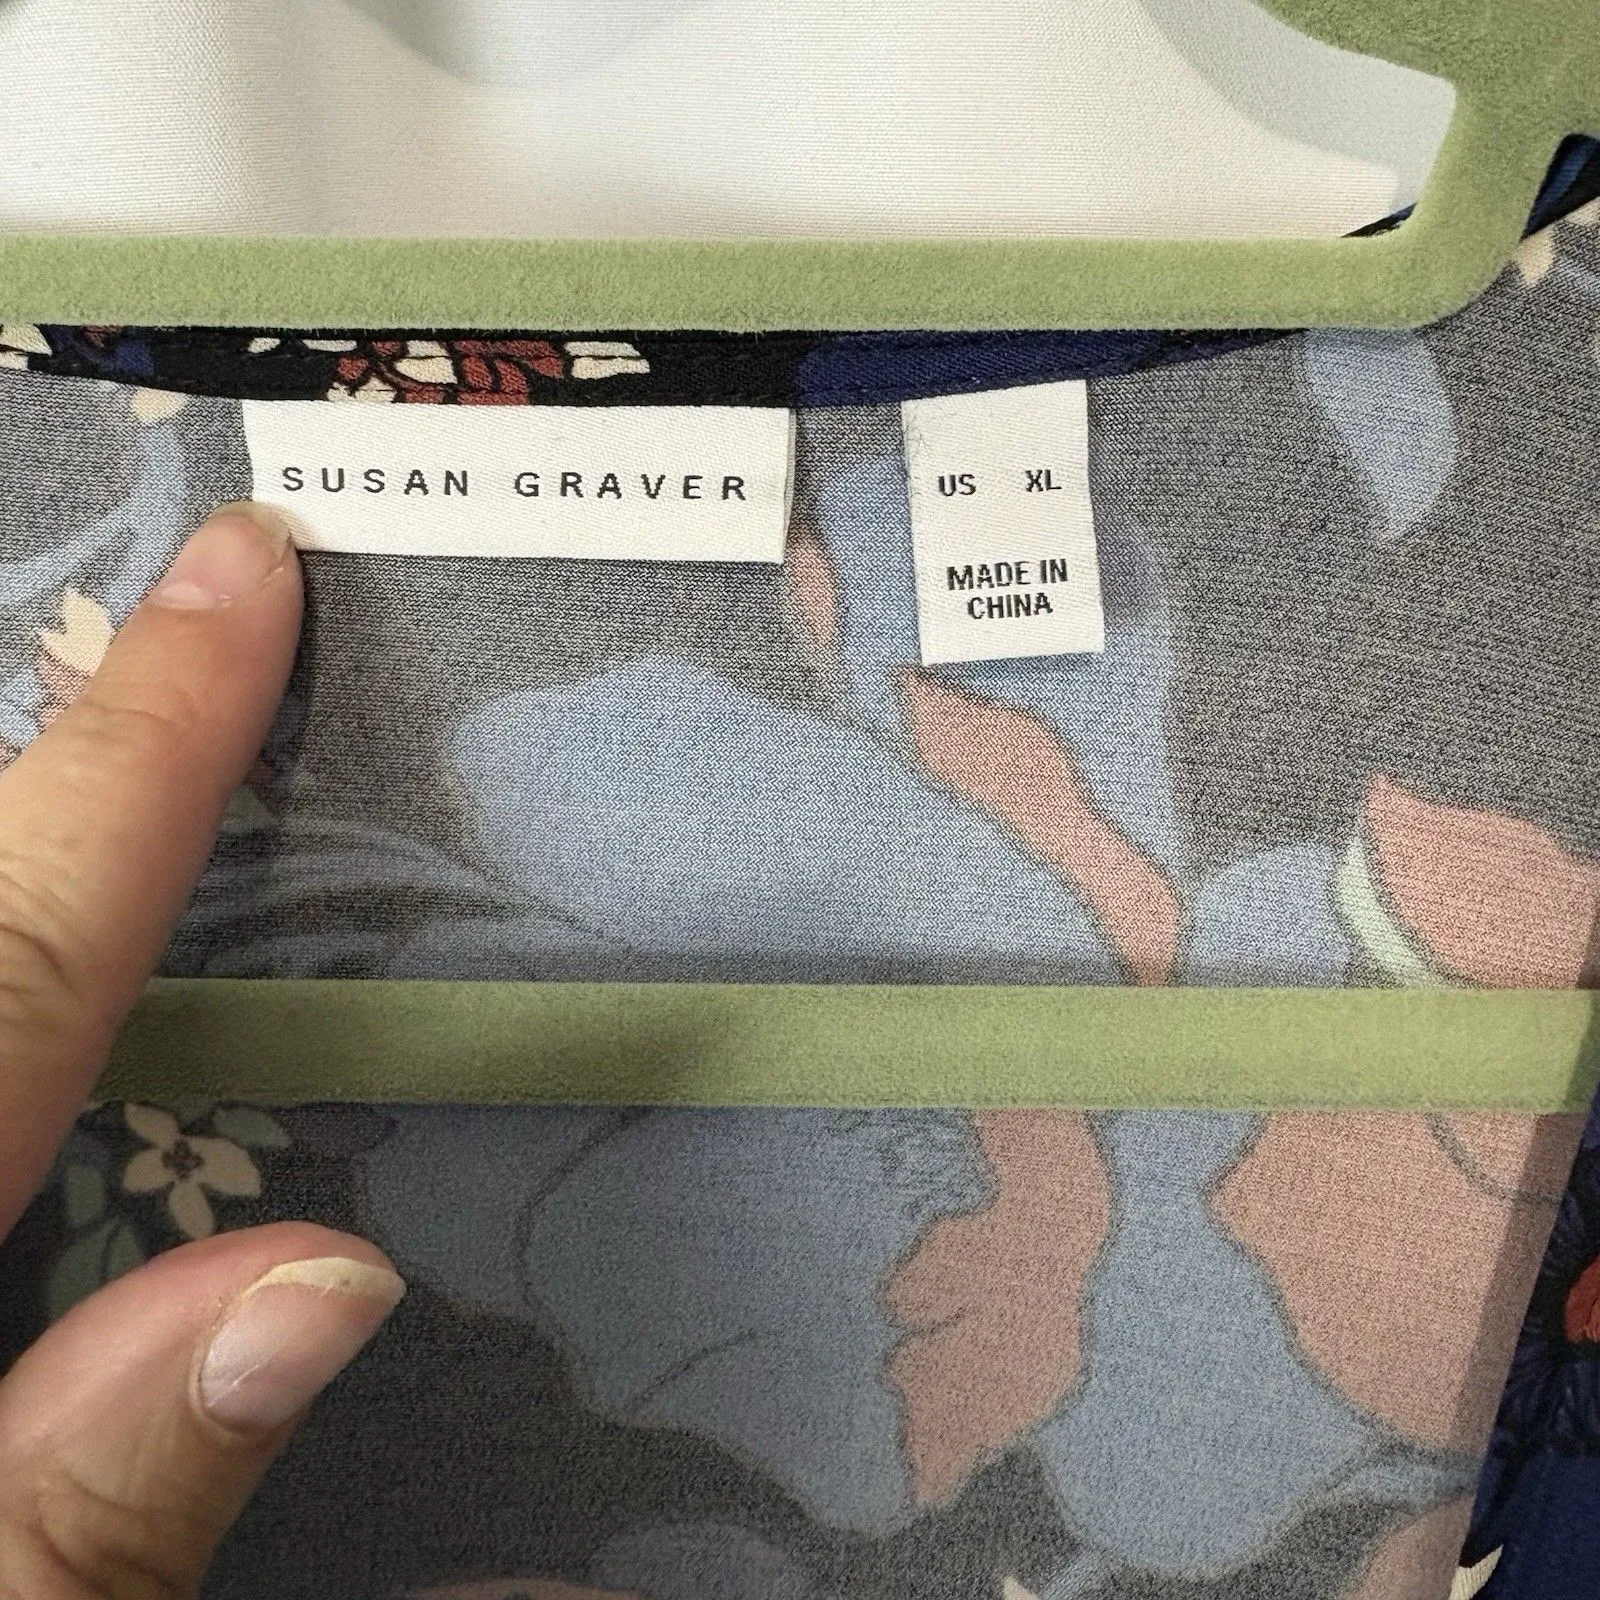 SUSAN GRAVER
US XL
MADE IN
CHINA